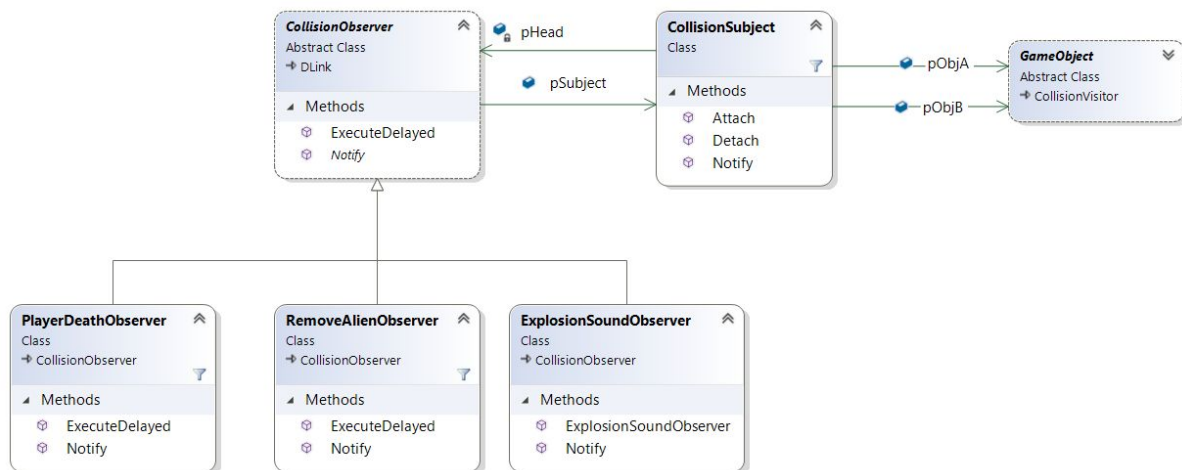 CollisionObserver
Abstract Class
DLink
Methods
ExecuteDelayed
Notify
pHead
pSubject
CollisionSubject
Class
Methods
Attach
Detach
Notify
pObjA
pObjB
GameObject
Abstract Class
CollisionVisitor
PlayerDeathObserver
Class
CollisionObserver
Methods
ExecuteDelayed
Notify
RemoveAlienObserver
Class
CollisionObserver
Methods
ExecuteDelayed
Notify
ExplosionSoundObserver
Class
CollisionObserver
Methods
ExplosionSoundObserver
Notify